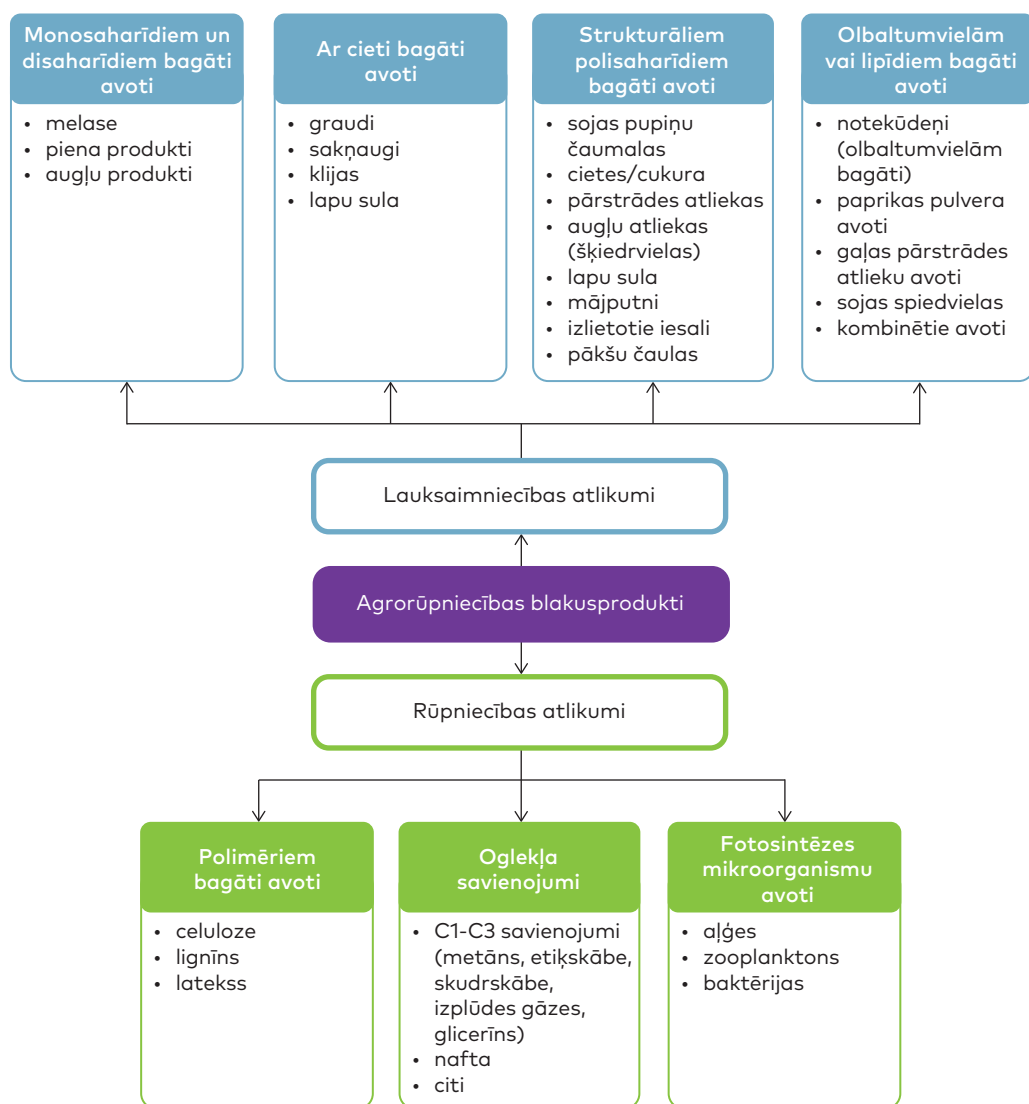 Monosaharīdiem un
disaharīdiem bagāti
avoti
• melase
• piena produkti
• augļu produkti
Ar cieti bagāti
avoti
• graudi
• sakņaugi
• klijas
• lapu sula
Strukturāliem
polisaharīdiem
bagāti avoti
• sojas pupiņu
čaumalas
• cietes/cukura
• pārstrādes atliekas
• augļu atliekas
(šķiedrvielas)
• lapu sula
• mājputni
• izlietotie iesali
• pākšu čaulas
Olbaltumvielām
vai lipīdiem bagāti
avoti
• notekūdeņi
(olbaltumvielām
bagāti)
• paprikas pulvera
avoti
• gaļas pārstrādes
atlieku avoti
• sojas spiedvielas
• kombinētie avoti
Lauksaimniecības atlikumi
Agrorūpniecības blakusprodukti
Rūpniecības atlikumi
Polimēriem
bagāti avoti
• celuloze
• lignīns
• latekss
Oglekļa
savienojumi
• C1-C3 savienojumi
(metāns, etiķskābe,
skudrskābe,
izplūdes gāzes,
glicerīns)
• nafta
• citi
Fotosintēzes
mikroorganismu
avoti
• aļģes
• zooplanktons
• baktērijas